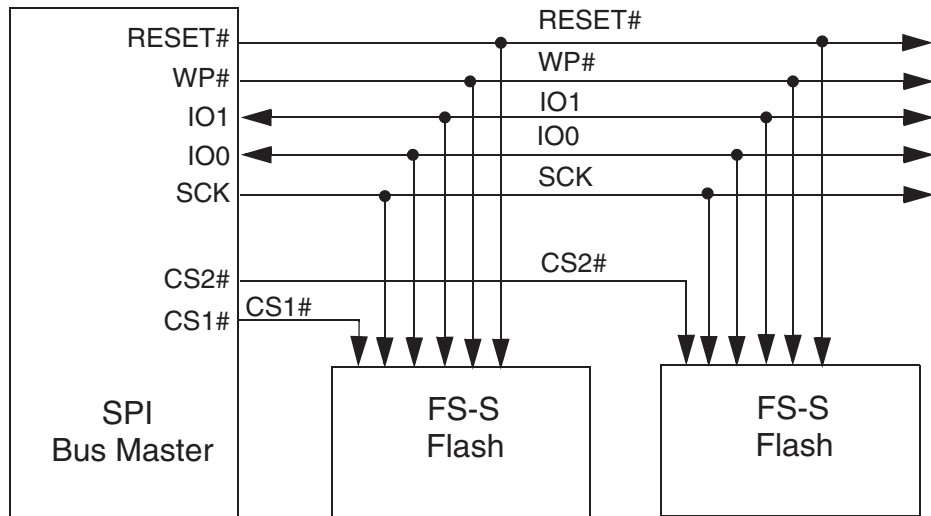 RESET#
RESET#
WP#
WP#
IO1
IO1
IO0
IO0
SCK
SCK
CS2#
CS2#
CS1#
CS1#
SPI
Bus Master
FS-S
Flash
FS-S
Flash